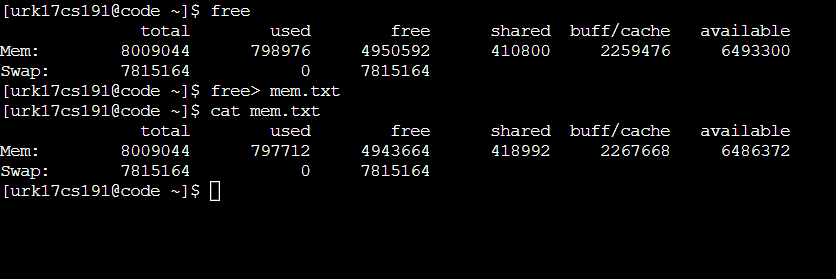 [urk17cs191@code ~]$ free
              total        used        free      shared  buff/cache   available
Mem:        8009044      798976     4950592      410800     2259476     6493300
Swap:       7815164           0     7815164
[urk17cs191@code ~]$ free> mem.txt
[urk17cs191@code ~]$ cat mem.txt
              total        used        free      shared  buff/cache   available
Mem:        8009044      797712     4943664      418992     2267668     6486372
Swap:       7815164           0     7815164
[urk17cs191@code ~]$